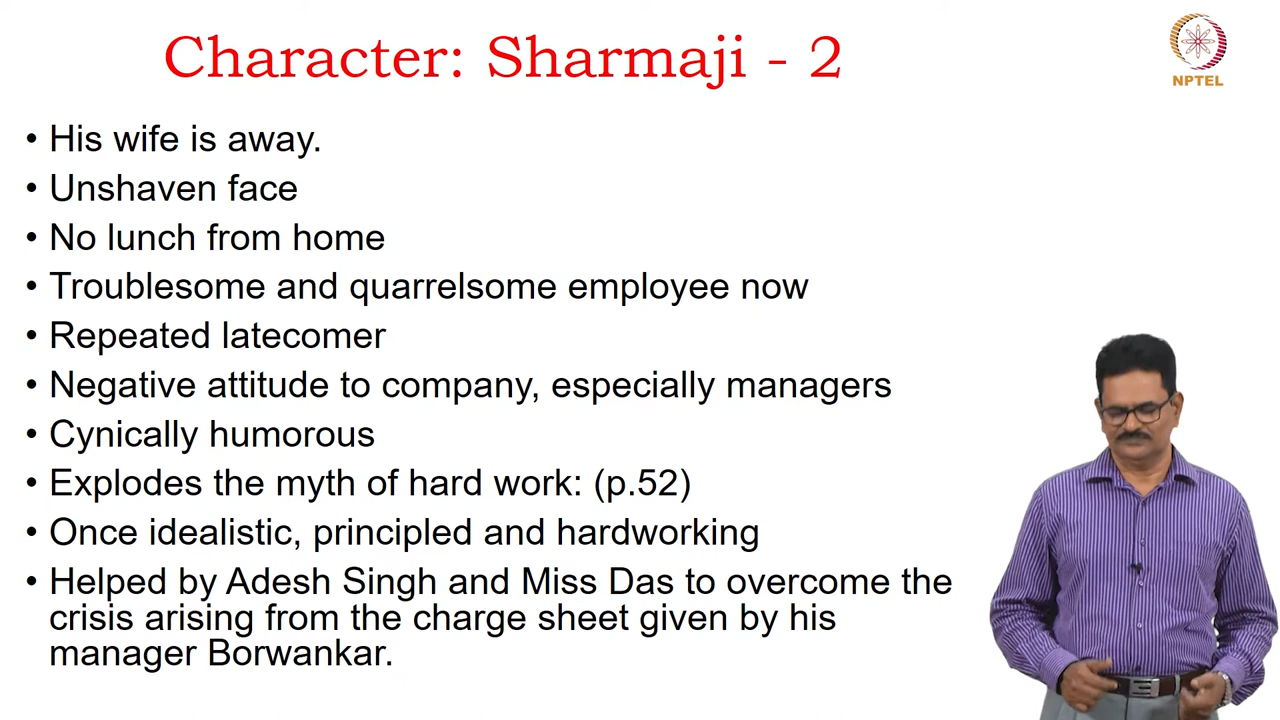 Character: Sharmaji - 2
NPTEL
• His wife is away.
• Unshaven face
• No lunch from home
• Troublesome and quarrelsome employee now
• Repeated latecomer
• Negative attitude to company, especially managers
• Cynically humorous
• Explodes the myth of hard work: (p.52)
• Once idealistic, principled and hardworking
• Helped by Adesh Singh and Miss Das to overcome the
crisis arising from the charge sheet given by his
manager Borwankar.